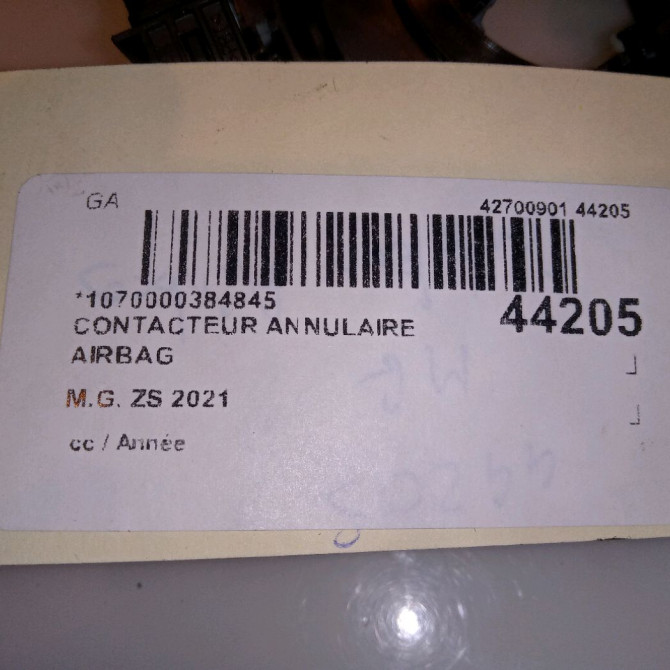 GA
42700901 44205
*1070000384845
44205
CONTACTEUR ANNULAIRE
AIRBAG
M.G. ZS 2021
cc / Année